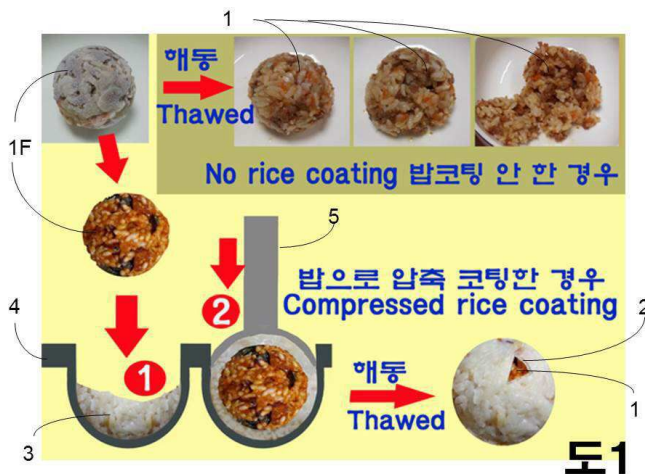 1
해동
Thawed
1F
No rice coating 밥코팅 안 한 경우
5
밥으로 압축 코팅한 경우
Compressed rice coating
4
2
2
1
해동
Thawed
1
3
도1